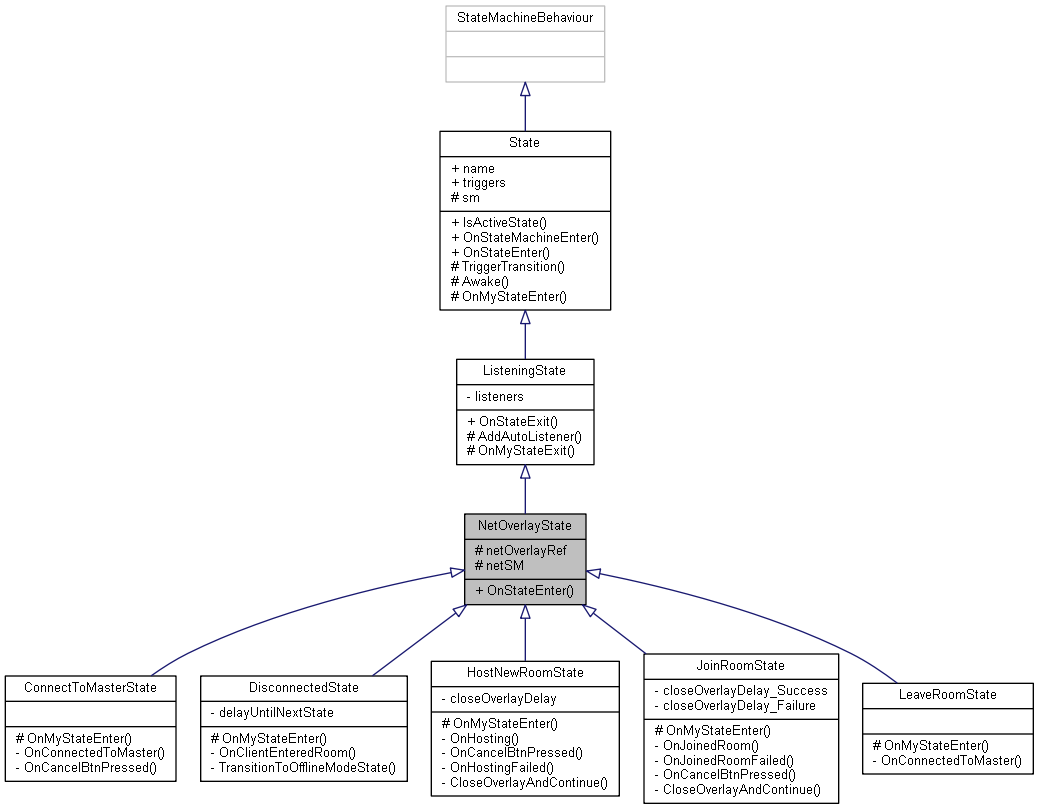 StateMachineBehaviour
State
+ name
+ triggers
# sm
+ IsActiveState()
+ OnStateMachineEnter()
+ OnStateEnter()
# TriggerTransition()
# Awake()
# OnMyStateEnter()
ListeningState
- listeners
+ OnStateExit()
# AddAutoListener()
# OnMyStateExit()
NetOverlayState
# netOverlayRef
# netSM
+ OnStateEnter()
ConnectToMasterState
# OnMyStateEnter()
- OnConnectedToMaster()
- OnCancelBtnPressed()
DisconnectedState
- delayUntilNextState
# OnMyStateEnter()
- OnClientEnteredRoom()
- TransitionToOfflineModeState()
HostNewRoomState
- closeOverlayDelay
# OnMyStateEnter()
- OnHosting()
- OnCancelBtnPressed()
- OnHostingFailed()
- CloseOverlayAndContinue()
JoinRoomState
- closeOverlayDelay_Success
- closeOverlayDelay_Failure
# OnMyStateEnter()
- OnJoinedRoom()
- OnJoinedRoomFailed()
- OnCancelBtnPressed()
- CloseOverlayAndContinue()
LeaveRoomState
# OnMyStateEnter()
- OnConnectedToMaster()